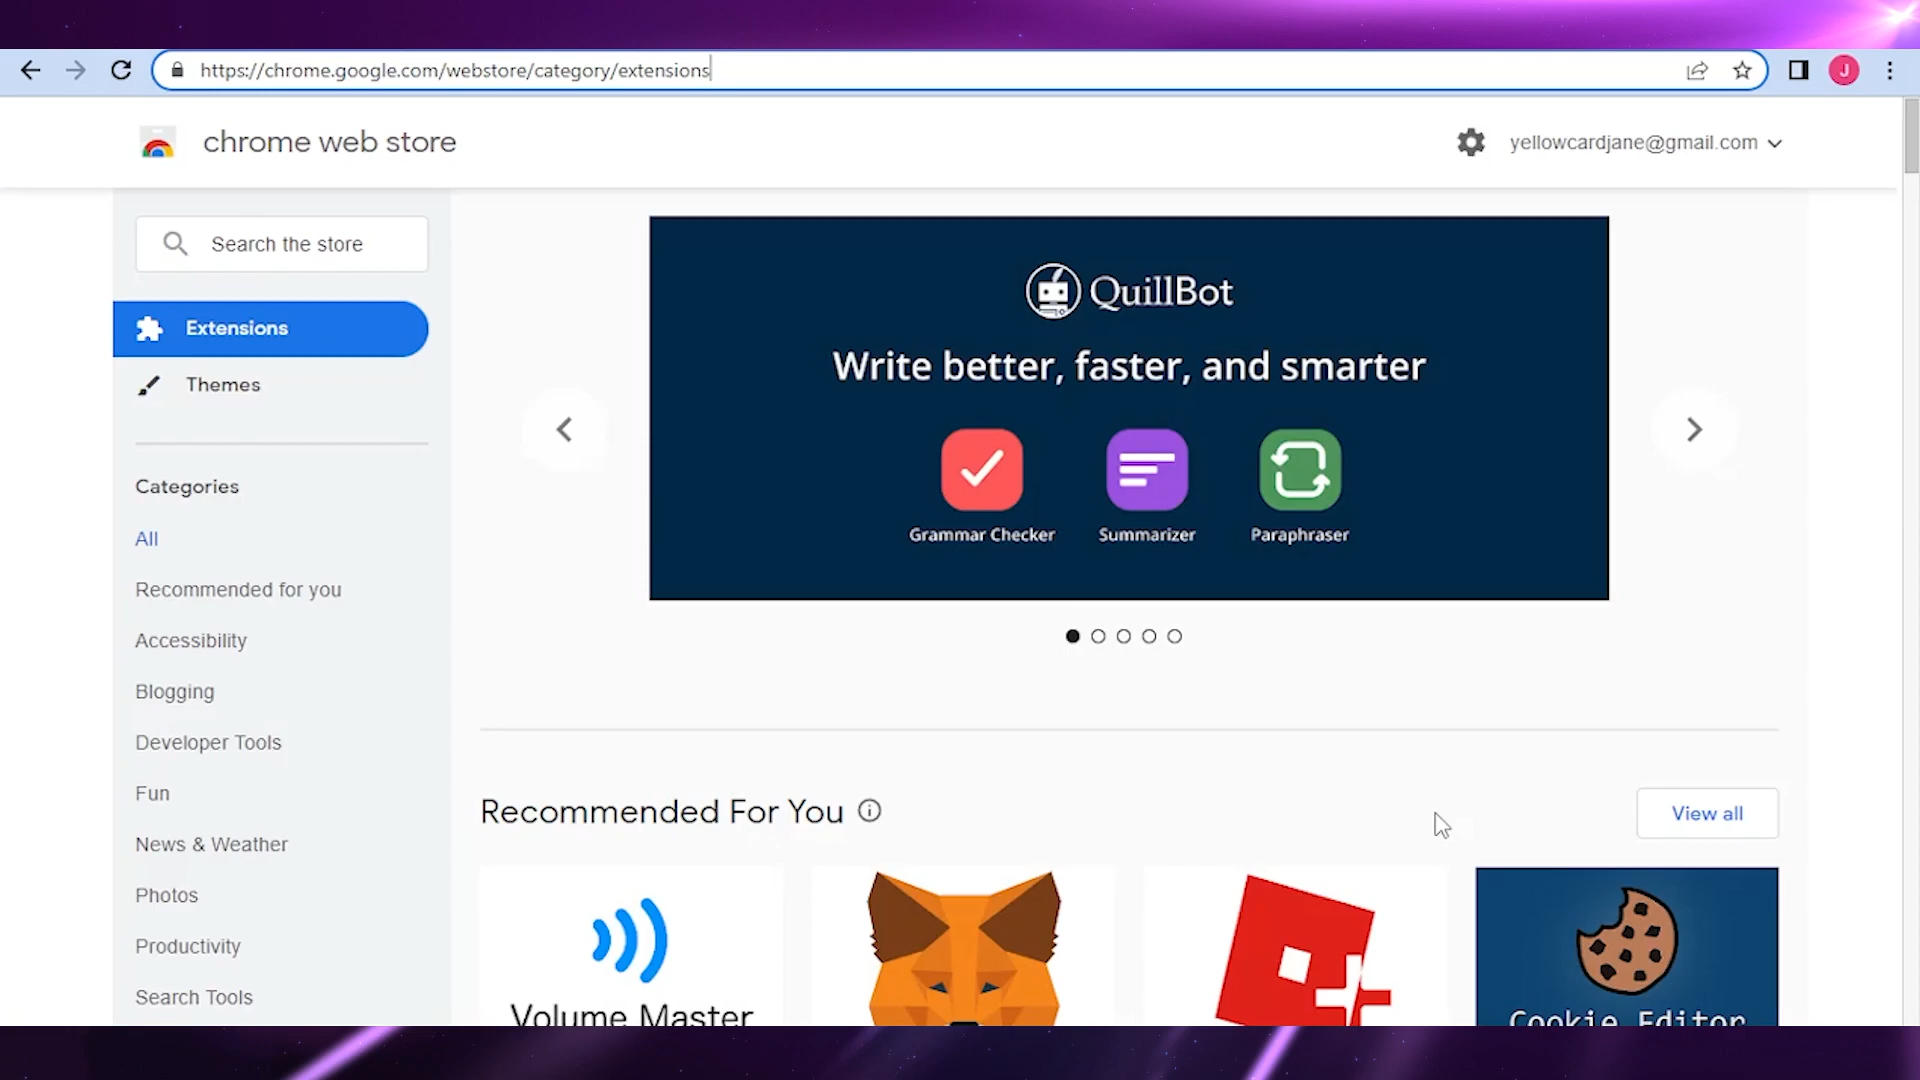 https://chrome.google.com/webstore/category/extensions
J
chrome web store
yellowcardjane@gmail.com
Search the store
Extensions
Themes
Categories
All
Recommended for you
Accessibility
Blogging
Developer Tools
Fun
News & Weather
Photos
Productivity
Search Tools
QuillBot
Write better, faster, and smarter
Grammar Checker
Summarizer
Paraphraser
Recommended For You
View all
Volume Master
Cookie Editor